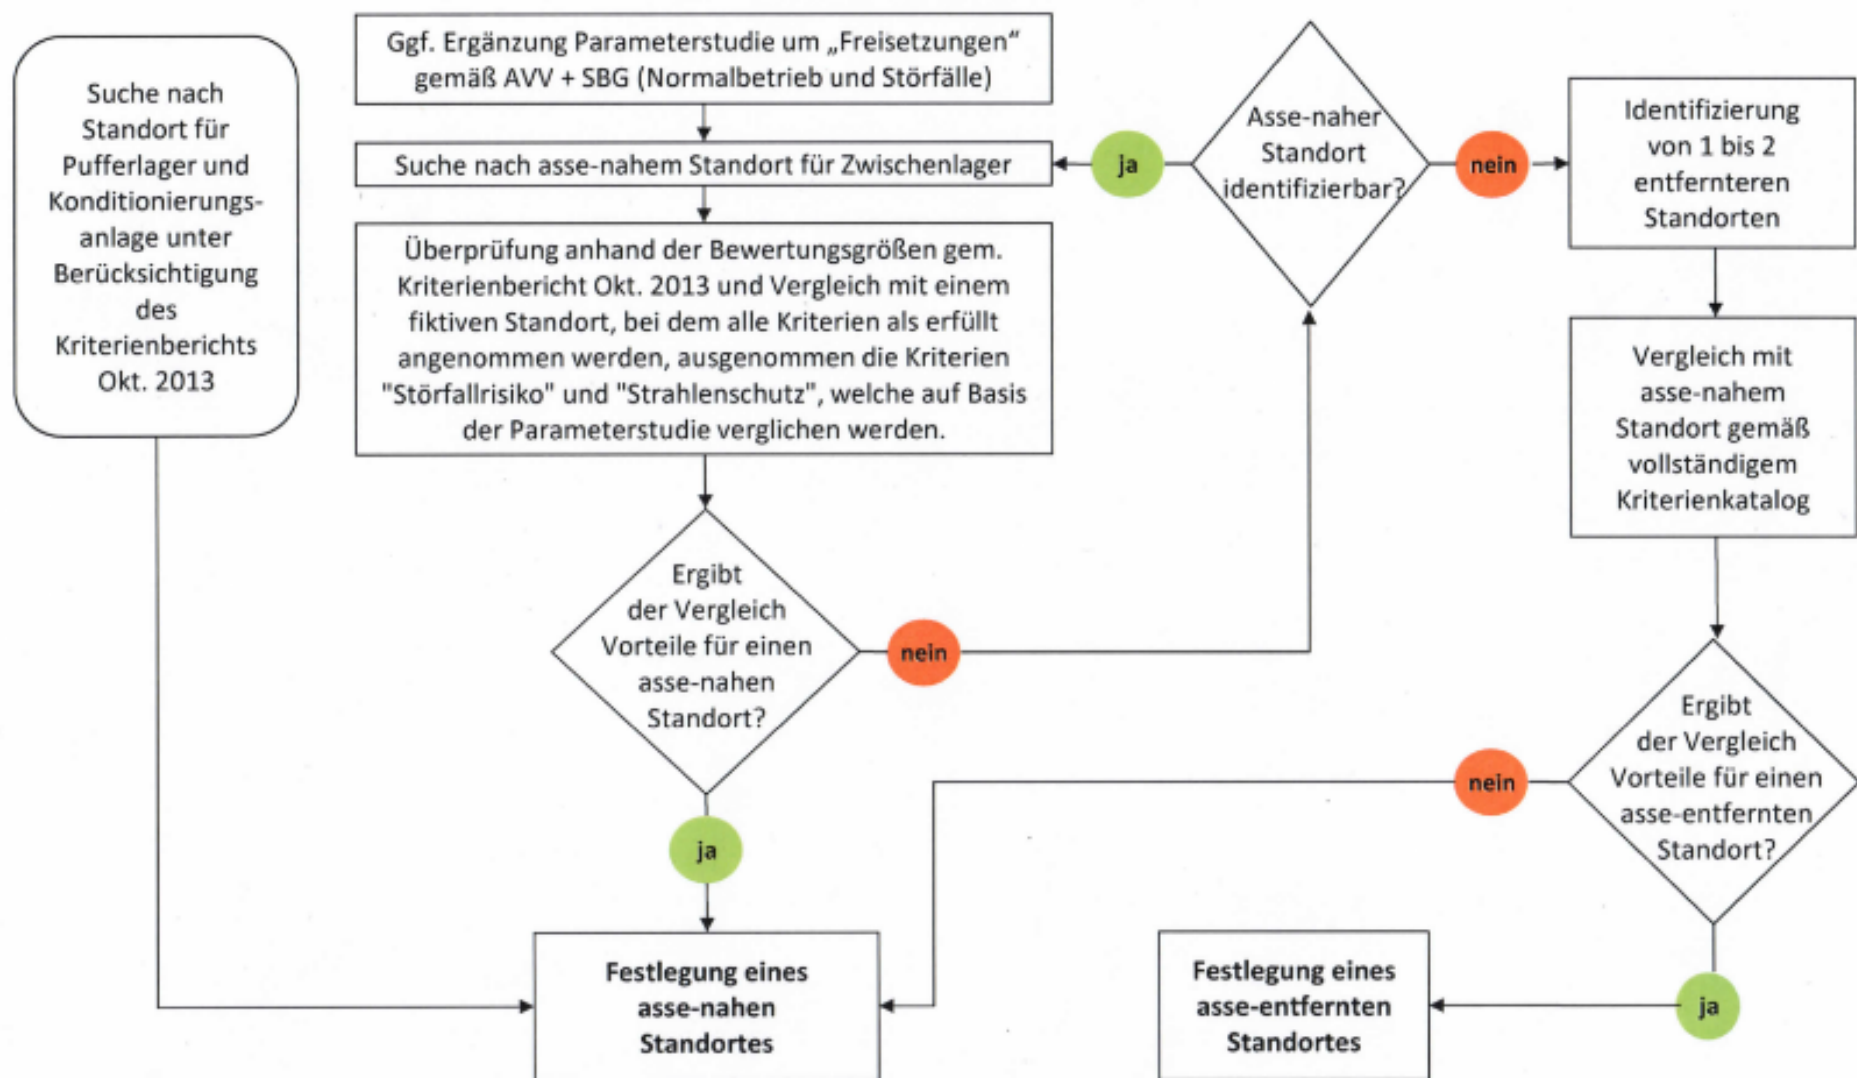 Suche nach
Standort für
Pufferlager und
Konditionierungs-
anlage unter
Berücksichtigung
des
Kriterienberichts
Okt. 2013
Ggf. Ergänzung Parameterstudie um „Freisetzungen“
gemäß AVV + SBG (Normalbetrieb und Störfälle)
Suche nach asse-nahem Standort für Zwischenlager
Überprüfung anhand der Bewertungsgrößen gem.
Kriterienbericht Okt. 2013 und Vergleich mit einem
fiktiven Standort, bei dem alle Kriterien als erfüllt
angenommen werden, ausgenommen die Kriterien
"Störfallrisiko" und "Strahlenschutz", welche auf Basis
der Parameterstudie verglichen werden.
Ergibt
der Vergleich
Vorteile für einen
asse-nahen
Standort?
nein
ja
Festlegung eines
asse-nahen
Standortes
Asse-naher
Standort
identifizierbar?
ja
nein
Identifizierung
von 1 bis 2
entfernteren
Standorten
Vergleich mit
asse-nahem
Standort gemäß
vollständigem
Kriterienkatalog
Ergibt
der Vergleich
Vorteile für einen
asse-entfernten
Standort?
nein
ja
Festlegung eines
asse-entfernten
Standortes